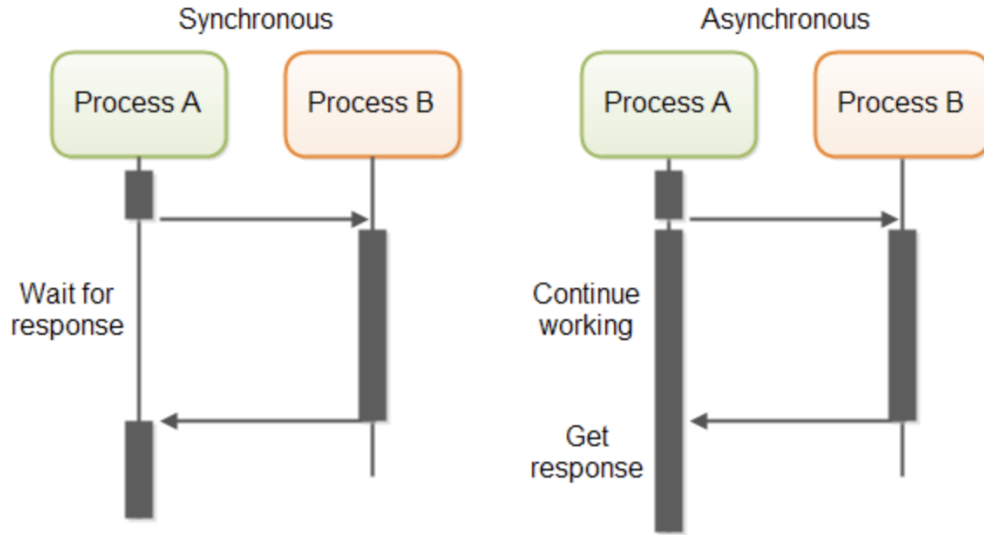 Synchronous
Asynchronous
Process A
Process B
Process A
Process B
Wait for
response
Continue
working
Get
response